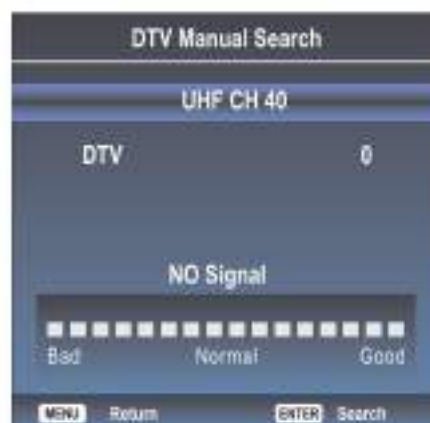 DTV Manual Search
UHF CH 40
DTV 0
NO Signal
Bad Normal Good
MENU Return ENTER Search